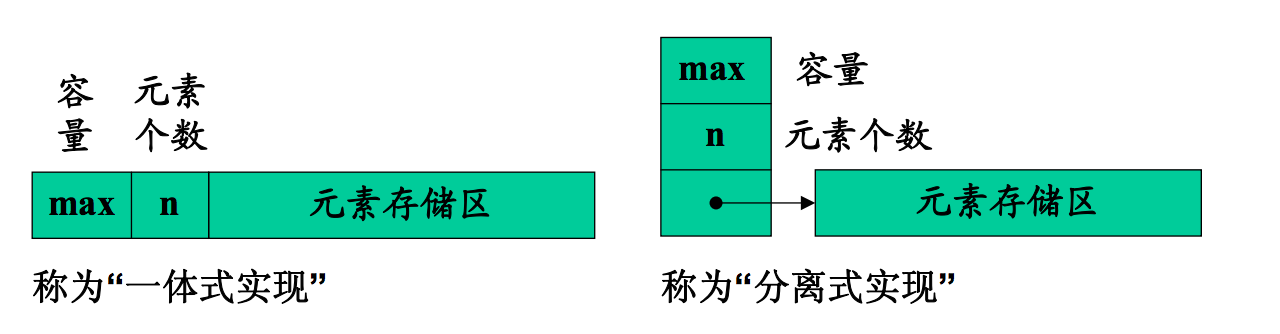 容 元素
量 个数
max n 元素存储区
称为“一体式实现”
max 容量
n 元素个数
元素存储区
称为“分离式实现”